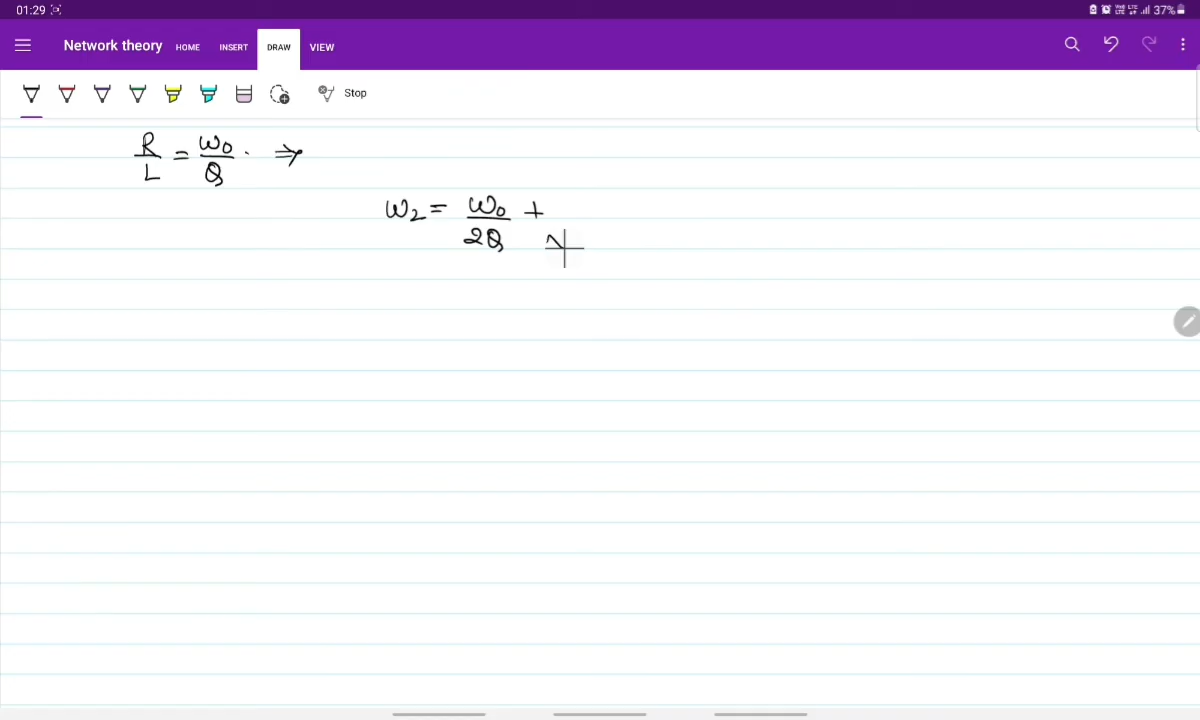 01:29 37%
Network theory HOME INSERT DRAW VIEW
Stop
R/L = ω₀/Q · ⇒
ω₂ = ω₀/2Q +